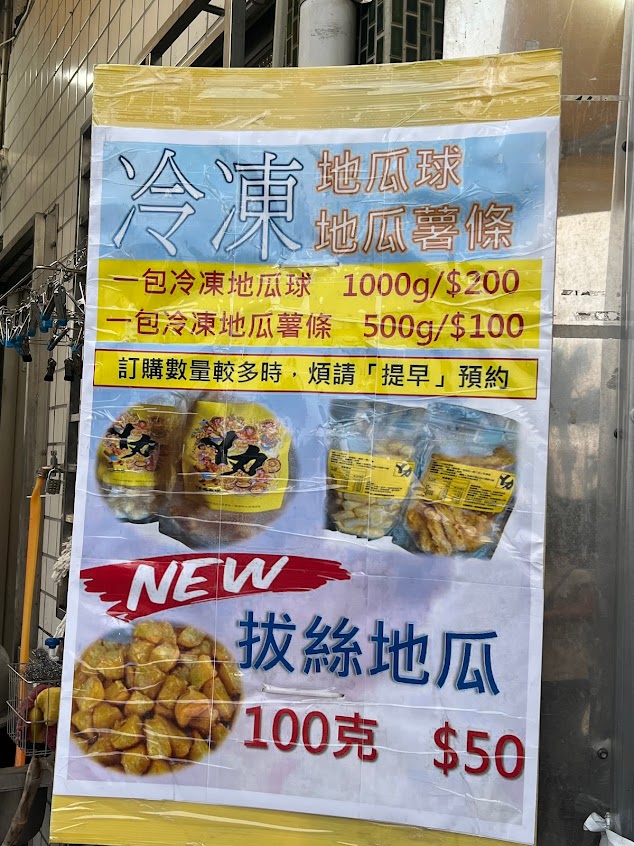 冷凍
地瓜球
地瓜薯條
一包冷凍地瓜球 1000g/$200
一包冷凍地瓜薯條 500g/$100
訂購數量較多時，煩請「提早」預約
NEW
拔絲地瓜
100克 $50